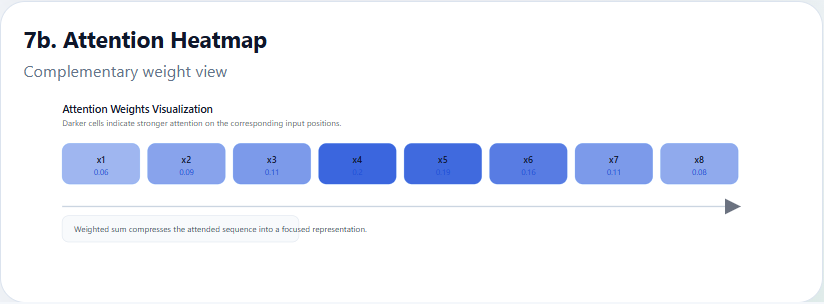 7b. Attention Heatmap
Complementary weight view
Attention Weights Visualization
Darker cells indicate stronger attention on the corresponding input positions.
x1 x2 x3 x4 x5 x6 x7 x8
0.06 0.09 0.11 0.2 0.19 0.16 0.11 0.08
Weighted sum compresses the attended sequence into a focused representation.